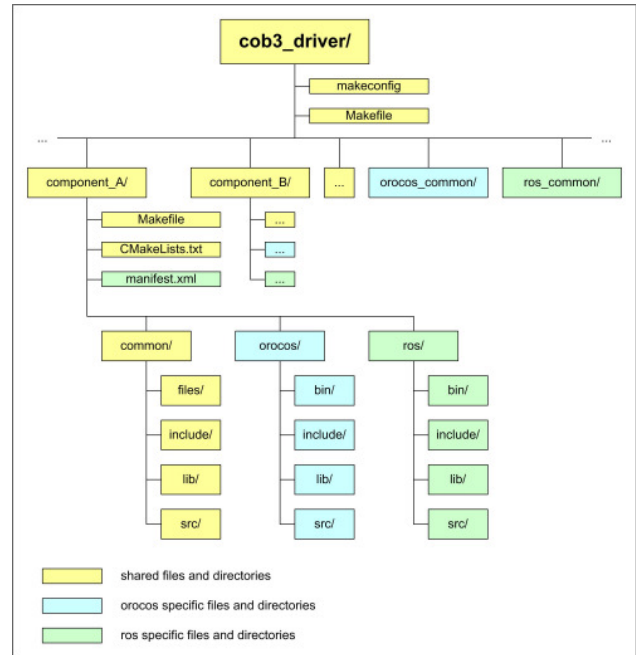 cob3_driver/
makeconfig
Makefile
... ...
component_A/ component_B/ ... orocos_common/ ros_common/
Makefile ...
CMakeLists.txt ...
manifest.xml ...
common/ orocos/ ros/
files/ bin/ bin/
include/ include/ include/
lib/ lib/ lib/
src/ src/ src/
shared files and directories
orocos specific files and directories
ros specific files and directories